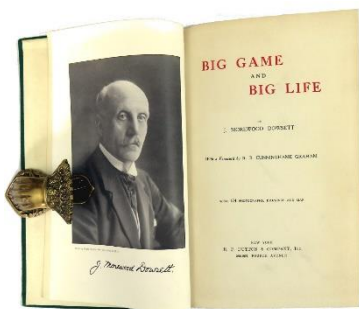 J. Morewood Dowsett.
BIG GAME
AND
BIG LIFE
BY
J. MOREWOOD DOWSETT
With a Foreword by R. B. CUNNINGHAME GRAHAM
NEW YORK
E. P. DUTTON & COMPANY, INC.